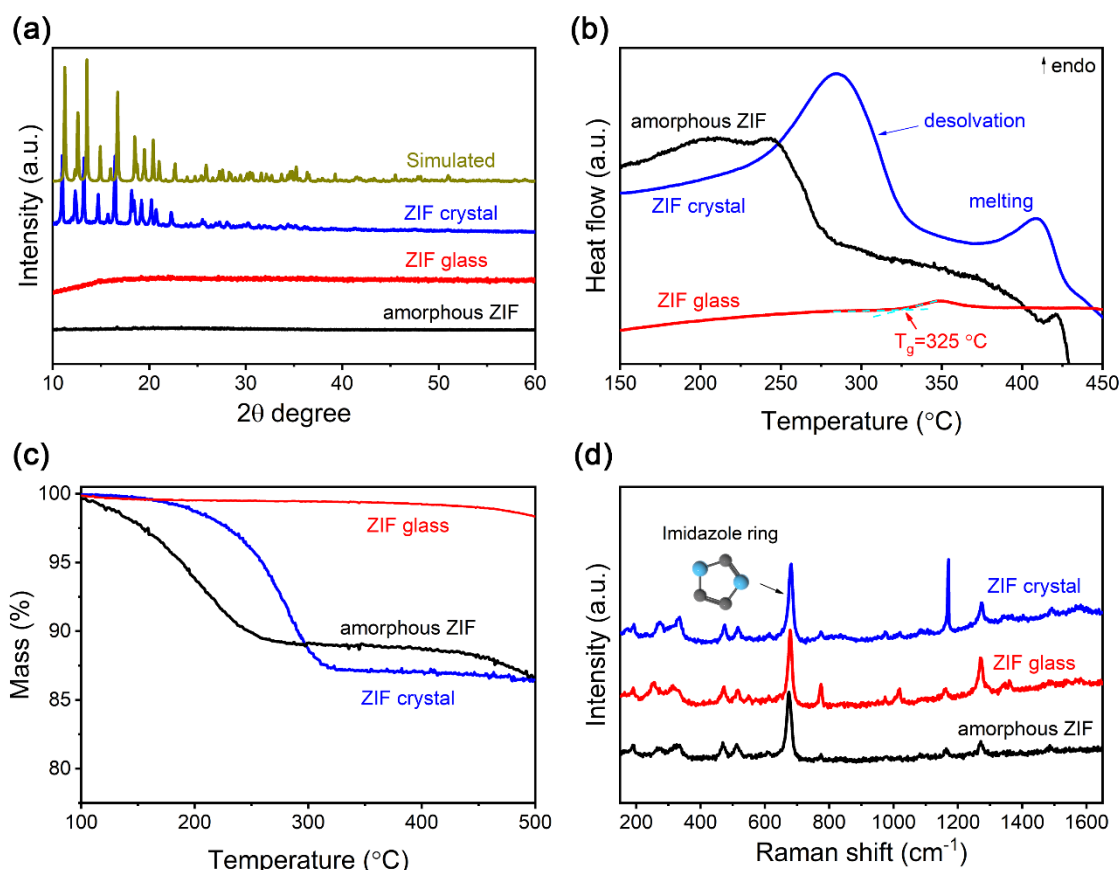 (a)
Intensity (a.u.)
Simulated
ZIF crystal
ZIF glass
amorphous ZIF
10 20 30 40 50 60
2θ degree
(b)
Heat flow (a.u.)
↑ endo
amorphous ZIF
desolvation
ZIF crystal
melting
ZIF glass
Tg=325 °C
150 200 250 300 350 400 450
Temperature (°C)
(c)
Mass (%)
100
95
90
85
80
ZIF glass
amorphous ZIF
ZIF crystal
100 200 300 400 500
Temperature (°C)
(d)
Intensity (a.u.)
Imidazole ring
ZIF crystal
ZIF glass
amorphous ZIF
200 400 600 800 1000 1200 1400 1600
Raman shift (cm-1)